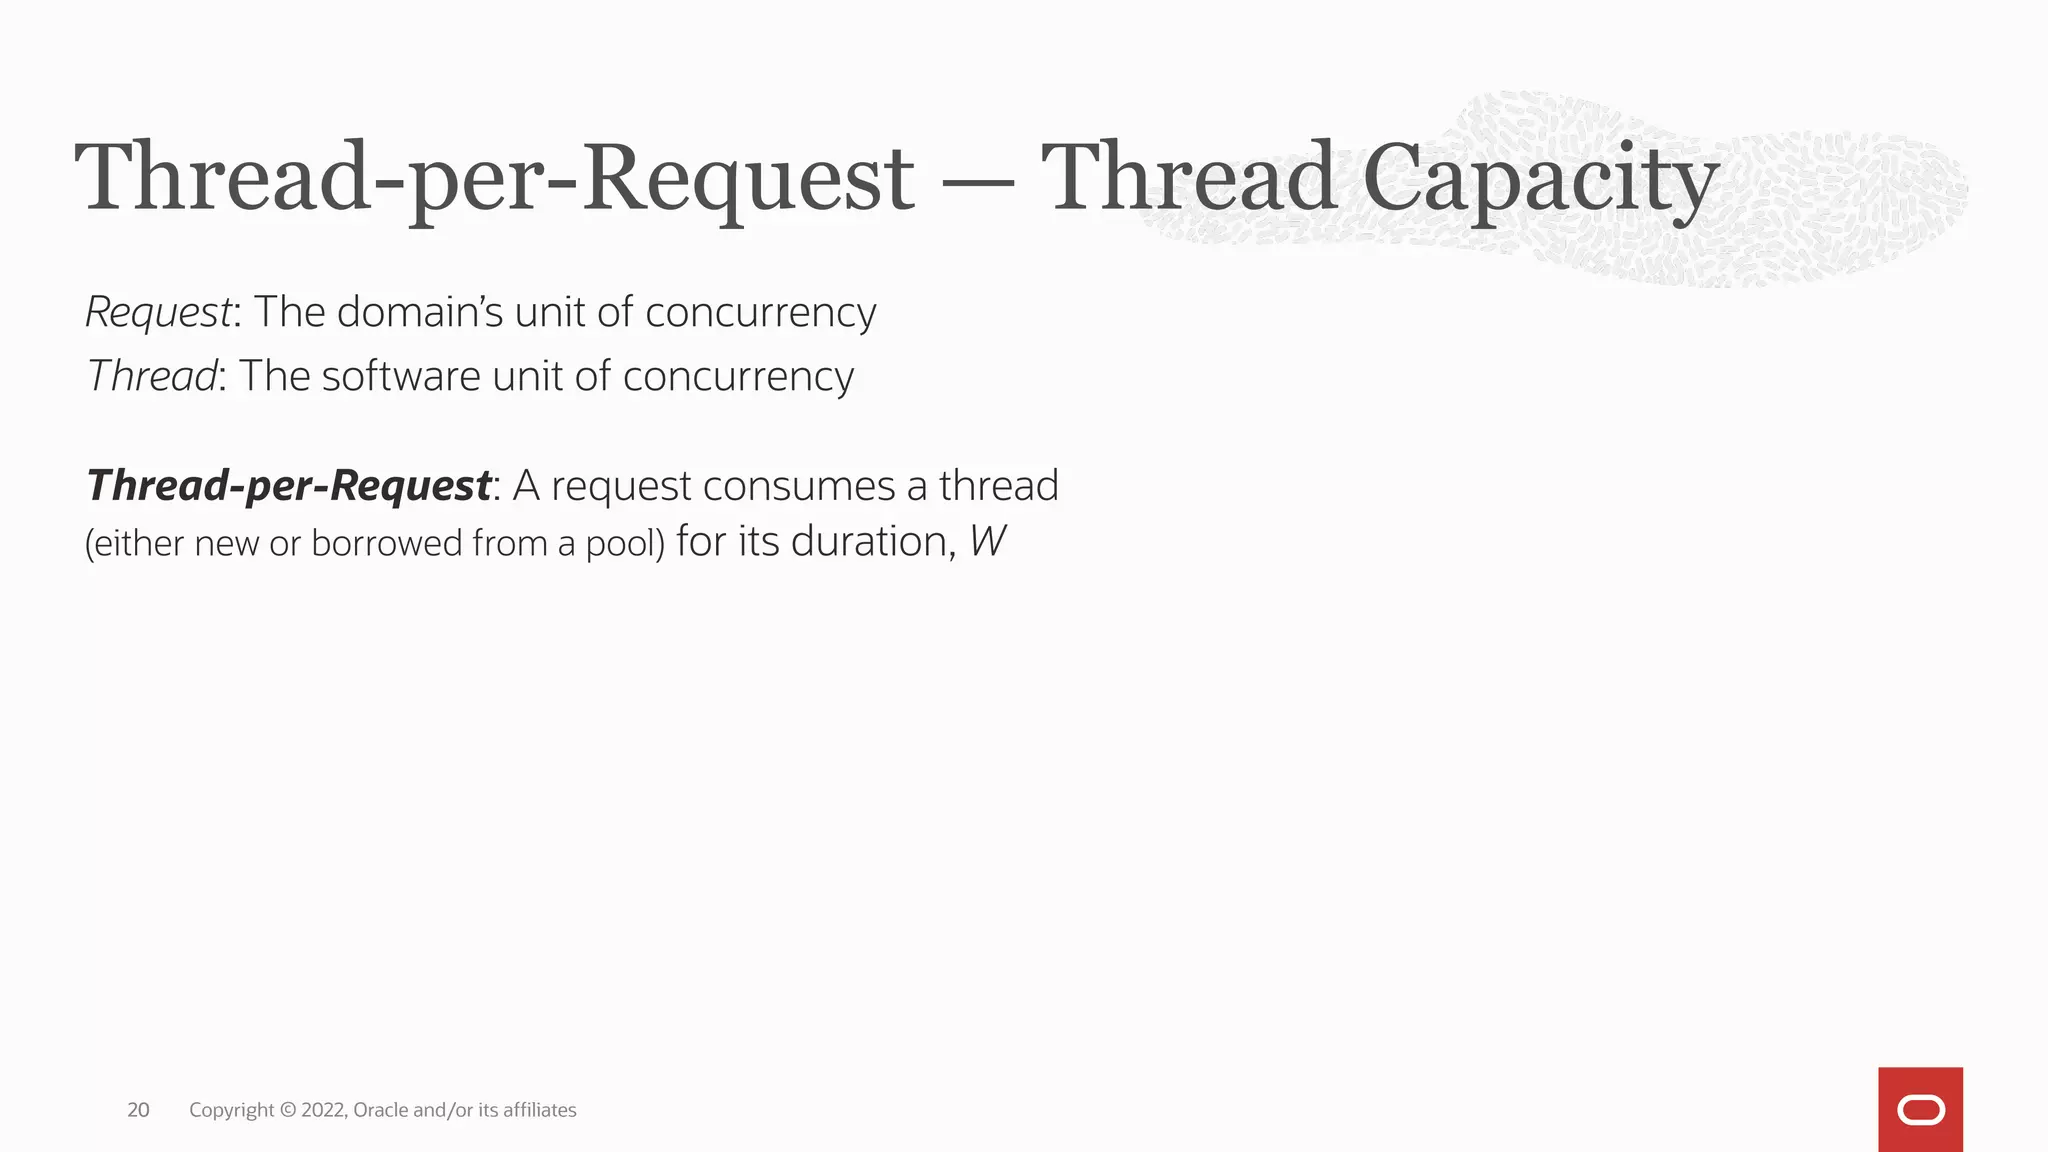 Thread-per-Request — Thread Capacity
Request: The domain’s unit of concurrency
Thread: The software unit of concurrency
Thread-per-Request: A request consumes a thread
(either new or borrowed from a pool) for its duration, W
20 Copyright © 2022, Oracle and/or its affiliates